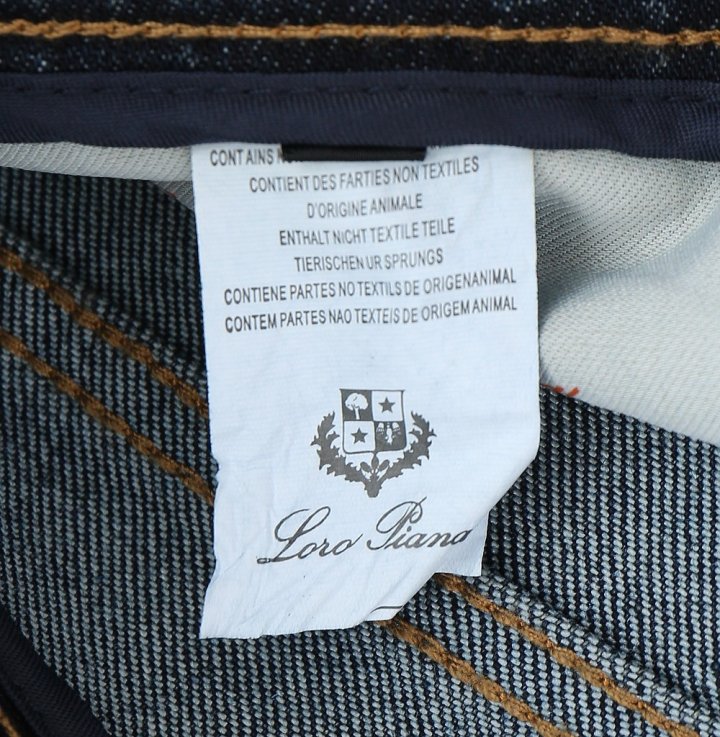 CONTAINS
CONTIENT DES FARTIES NON TEXTILES
D'ORIGINE ANIMALE
ENTHALT NICHT TEXTILE TEILE
TIERISCHEN UR SPRUNGS
CONTIENE PARTES NO TEXTILS DE ORIGENANIMAL
CONTEM PARTES NAO TEXTEIS DE ORIGEM ANIMAL
Loro Piana